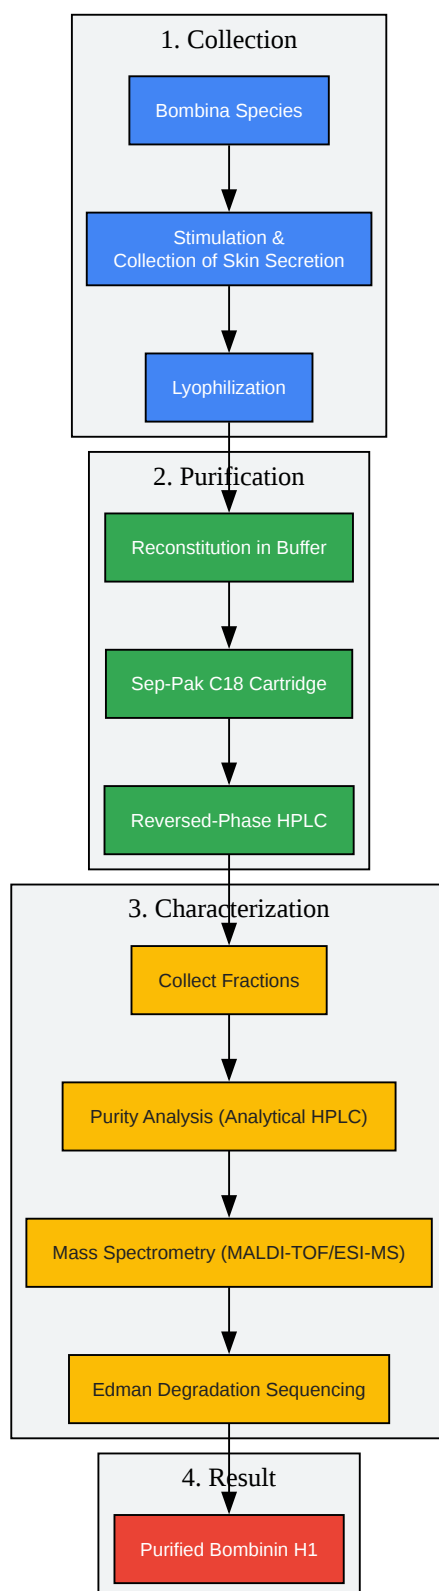 1. Collection
Bombina Species
Stimulation &
Collection of Skin Secretion
Lyophilization
2. Purification
Reconstitution in Buffer
Sep-Pak C18 Cartridge
Reversed-Phase HPLC
3. Characterization
Collect Fractions
Purity Analysis (Analytical HPLC)
Mass Spectrometry (MALDI-TOF/ESI-MS)
Edman Degradation Sequencing
4. Result
Purified Bombinin H1